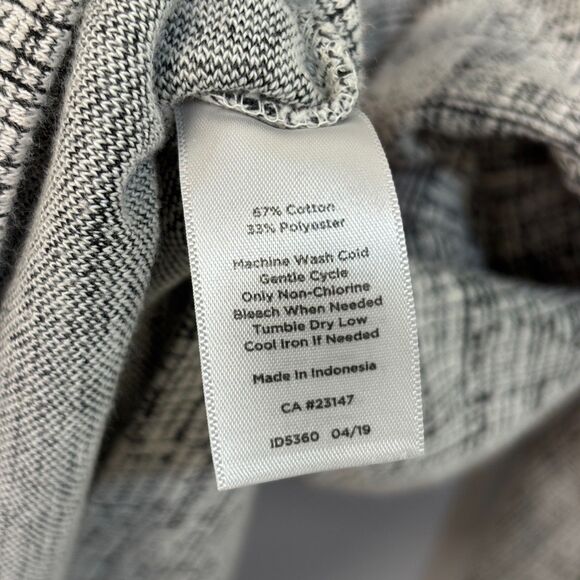 67% Cotton
33% Polyester
Machine Wash Cold
Gentle Cycle
Only Non-Chlorine
Bleach When Needed
Tumble Dry Low
Cool Iron If Needed
Made In Indonesia
CA #23147
ID5360 04/19